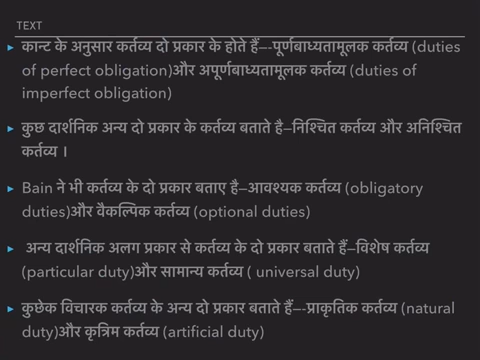 TEXT
▸ कान्ट के अनुसार कर्तव्य दो प्रकार के होते हैं—-पूर्णबाध्यतामूलक कर्तव्य (duties
of perfect obligation)और अपूर्णबाध्यतामूलक कर्तव्य (duties of
imperfect obligation)
▸ कुछ दार्शनिक अन्य दो प्रकार के कर्तव्य बताते है—निश्चित कर्तव्य और अनिश्चित
कर्तव्य ।
▸ Bain ने भी कर्तव्य के दो प्रकार बताए है—आवश्यक कर्तव्य (obligatory
duties)और वैकल्पिक कर्तव्य (optional duties)
▸ अन्य दार्शनिक अलग प्रकार से कर्तव्य के दो प्रकार बताते हैं—विशेष कर्तव्य
(particular duty)और सामान्य कर्तव्य ( universal duty)
▸ कुछेक विचारक कर्तव्य के अन्य दो प्रकार बताते हैं—-प्राकृतिक कर्तव्य (natural
duty)और कृत्रिम कर्तव्य (artificial duty)